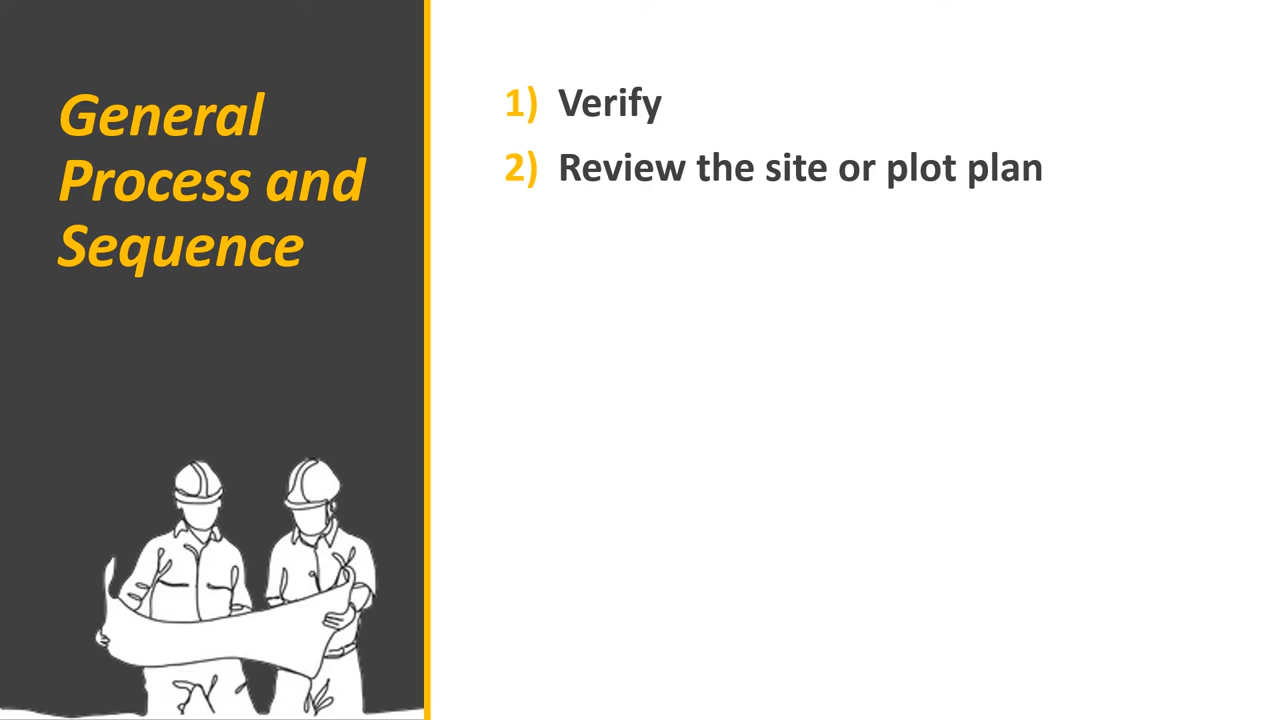 General
Process and
Sequence
1) Verify
2) Review the site or plot plan